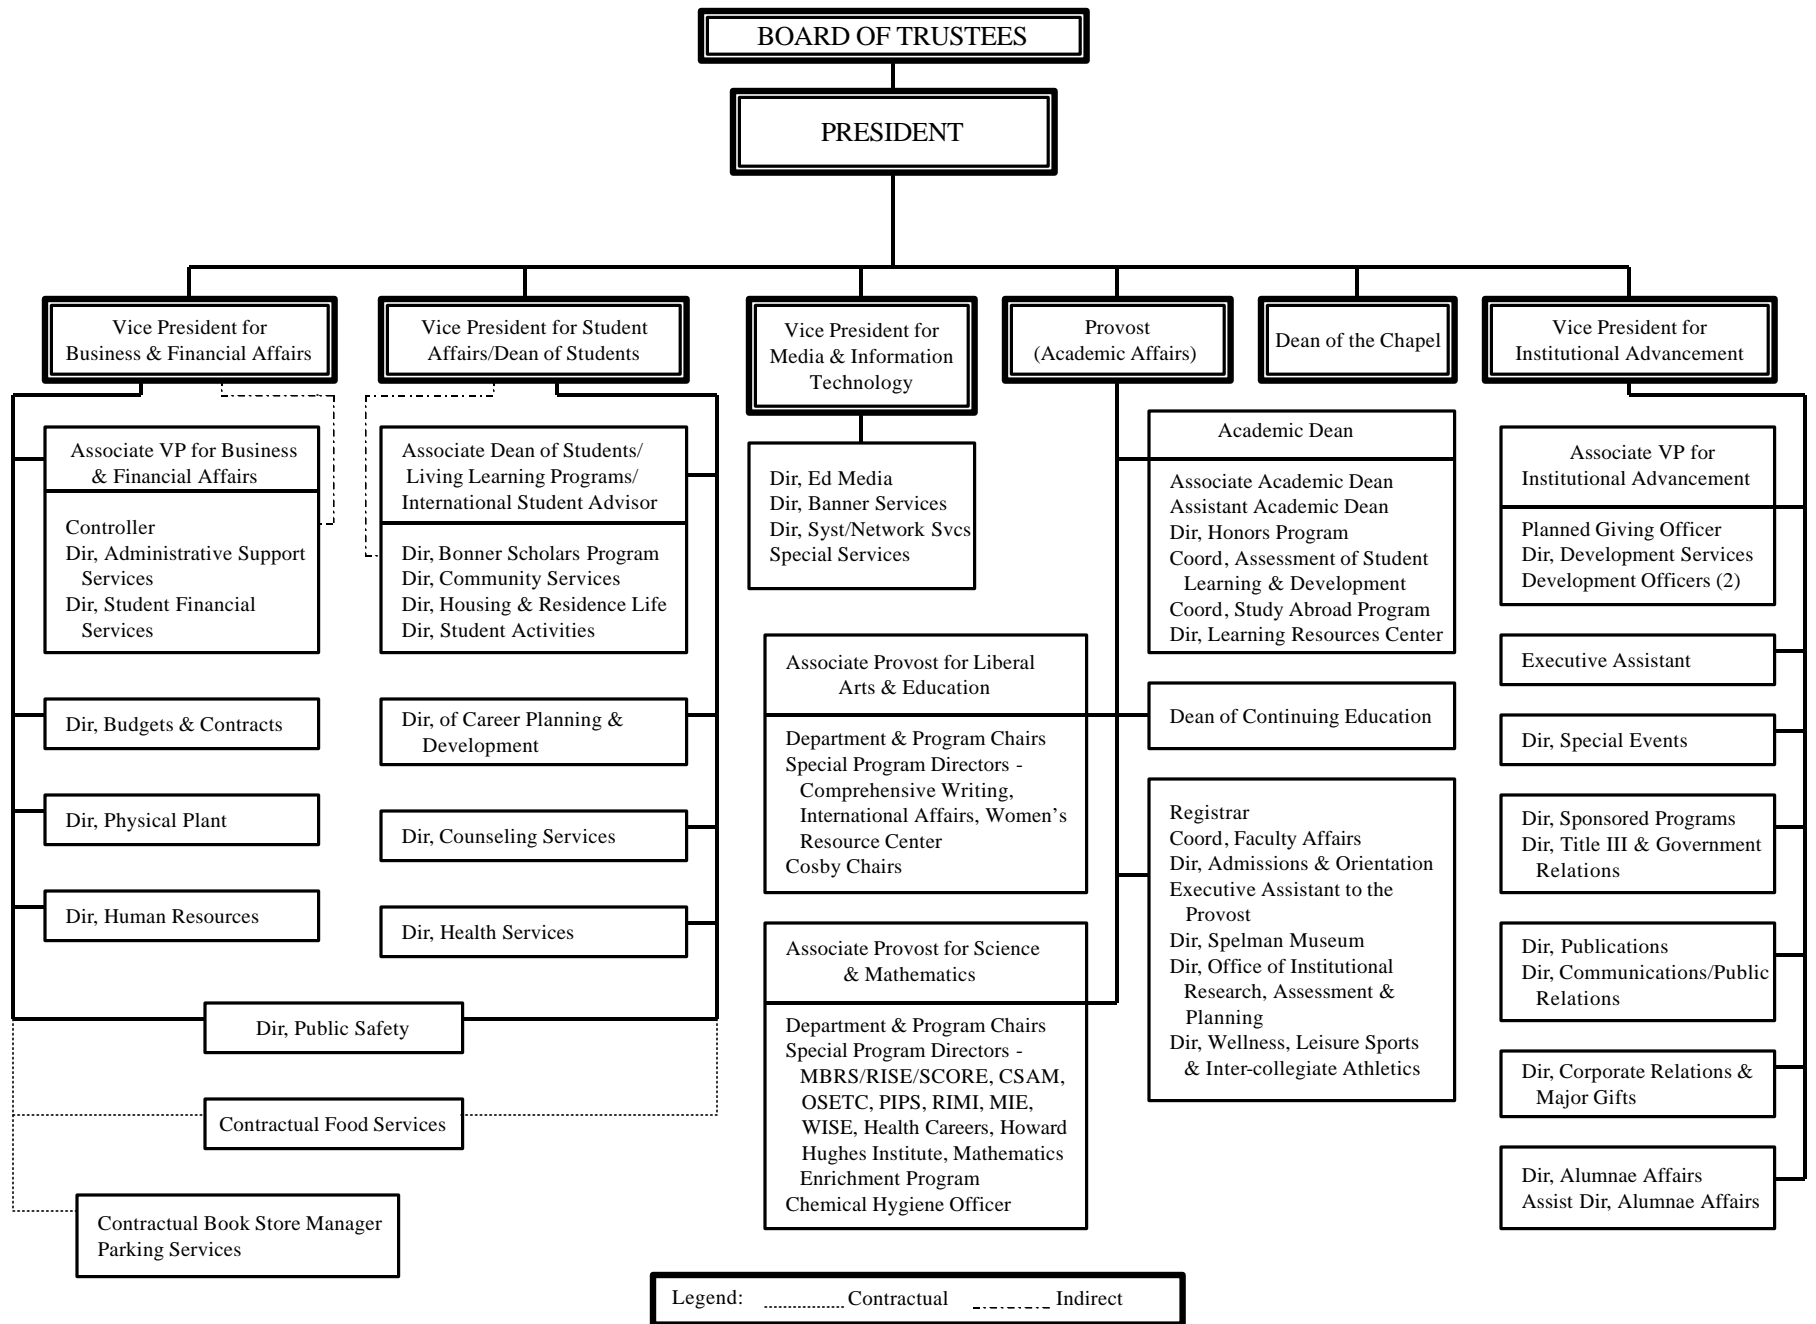 BOARD OF TRUSTEES
PRESIDENT
Vice President for
Business & Financial Affairs
Vice President for Student
Affairs/Dean of Students
Vice President for
Media & Information
Technology
Provost
(Academic Affairs)
Dean of the Chapel
Vice President for
Institutional Advancement
Associate VP for Business
& Financial Affairs
Controller
Dir, Administrative Support
Services
Dir, Student Financial
Services
Dir, Budgets & Contracts
Dir, Physical Plant
Dir, Human Resources
Associate Dean of Students/
Living Learning Programs/
International Student Advisor
Dir, Bonner Scholars Program
Dir, Community Services
Dir, Housing & Residence Life
Dir, Student Activities
Dir, of Career Planning &
Development
Dir, Counseling Services
Dir, Health Services
Dir, Public Safety
Contractual Food Services
Contractual Book Store Manager
Parking Services
Dir, Ed Media
Dir, Banner Services
Dir, Syst/Network Svcs
Special Services
Associate Provost for Liberal
Arts & Education
Department & Program Chairs
Special Program Directors -
Comprehensive Writing,
International Affairs, Women’s
Resource Center
Cosby Chairs
Associate Provost for Science
& Mathematics
Department & Program Chairs
Special Program Directors -
MBRS/RISE/SCORE, CSAM,
OSETC, PIPS, RIMI, MIE,
WISE, Health Careers, Howard
Hughes Institute, Mathematics
Enrichment Program
Chemical Hygiene Officer
Academic Dean
Associate Academic Dean
Assistant Academic Dean
Dir, Honors Program
Coord, Assessment of Student
Learning & Development
Coord, Study Abroad Program
Dir, Learning Resources Center
Dean of Continuing Education
Registrar
Coord, Faculty Affairs
Dir, Admissions & Orientation
Executive Assistant to the
Provost
Dir, Spelman Museum
Dir, Office of Institutional
Research, Assessment &
Planning
Dir, Wellness, Leisure Sports
& Inter-collegiate Athletics
Associate VP for
Institutional Advancement
Planned Giving Officer
Dir, Development Services
Development Officers (2)
Executive Assistant
Dir, Special Events
Dir, Sponsored Programs
Dir, Title III & Government
Relations
Dir, Publications
Dir, Communications/Public
Relations
Dir, Corporate Relations &
Major Gifts
Dir, Alumnae Affairs
Assist Dir, Alumnae Affairs
Legend: Contractual Indirect